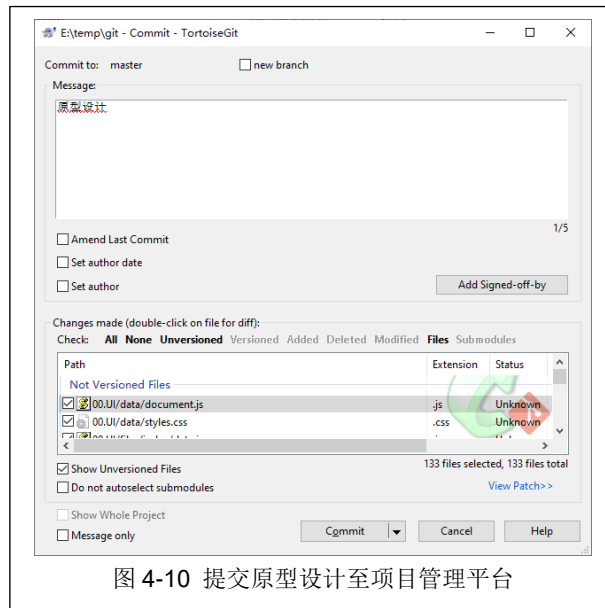 E:\temp\git - Commit - TortoiseGit
Commit to: master new branch
Message:
原型设计
1/5
Amend Last Commit
Set author date
Set author
Add Signed-off-by
Changes made (double-click on file for diff):
Check: All None Unversioned Versioned Added Deleted Modified Files Submodules
Path Extension Status
Not Versioned Files
00.UI/data/document.js .js Unknown
00.UI/data/styles.css .css Unknown
Show Unversioned Files
133 files selected, 133 files total
Do not autoselect submodules
View Patch>>
Show Whole Project
Message only
Commit Cancel Help
图 4-10 提交原型设计至项目管理平台